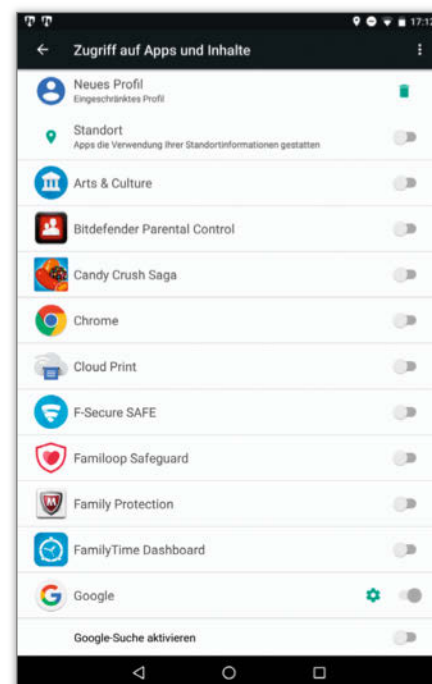 17:12
Zugriff auf Apps und Inhalte
Neues Profil
Eingeschränktes Profil
Standort
Apps die Verwendung Ihrer Standortinformationen gestatten
Arts & Culture
Bitdefender Parental Control
Candy Crush Saga
Chrome
Cloud Print
F-Secure SAFE
Familoop Safeguard
Family Protection
FamilyTime Dashboard
Google
Google-Suche aktivieren